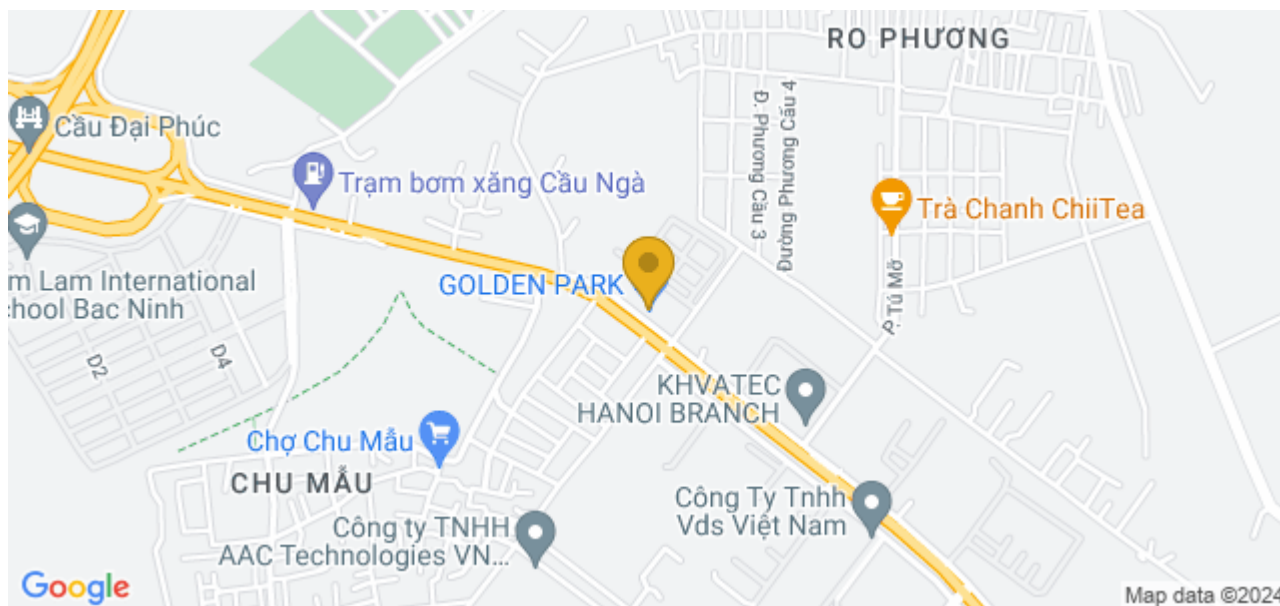 RO PHƯƠNG
Cầu Đại Phúc
Trạm bơm xăng Cầu Ngà
Đ. Phương Cầu 3
Đường Phương Cầu 4
Trà Chanh ChiiTea
m Lam International
chool Bac Ninh
GOLDEN PARK
P. Tú Mỡ
D2
D4
KHVATEC
HANOI BRANCH
Chợ Chu Mẫu
CHU MẪU
Công Ty Tnhh
Vds Việt Nam
Công ty TNHH
AAC Technologies VN...
Google
Map data ©2024